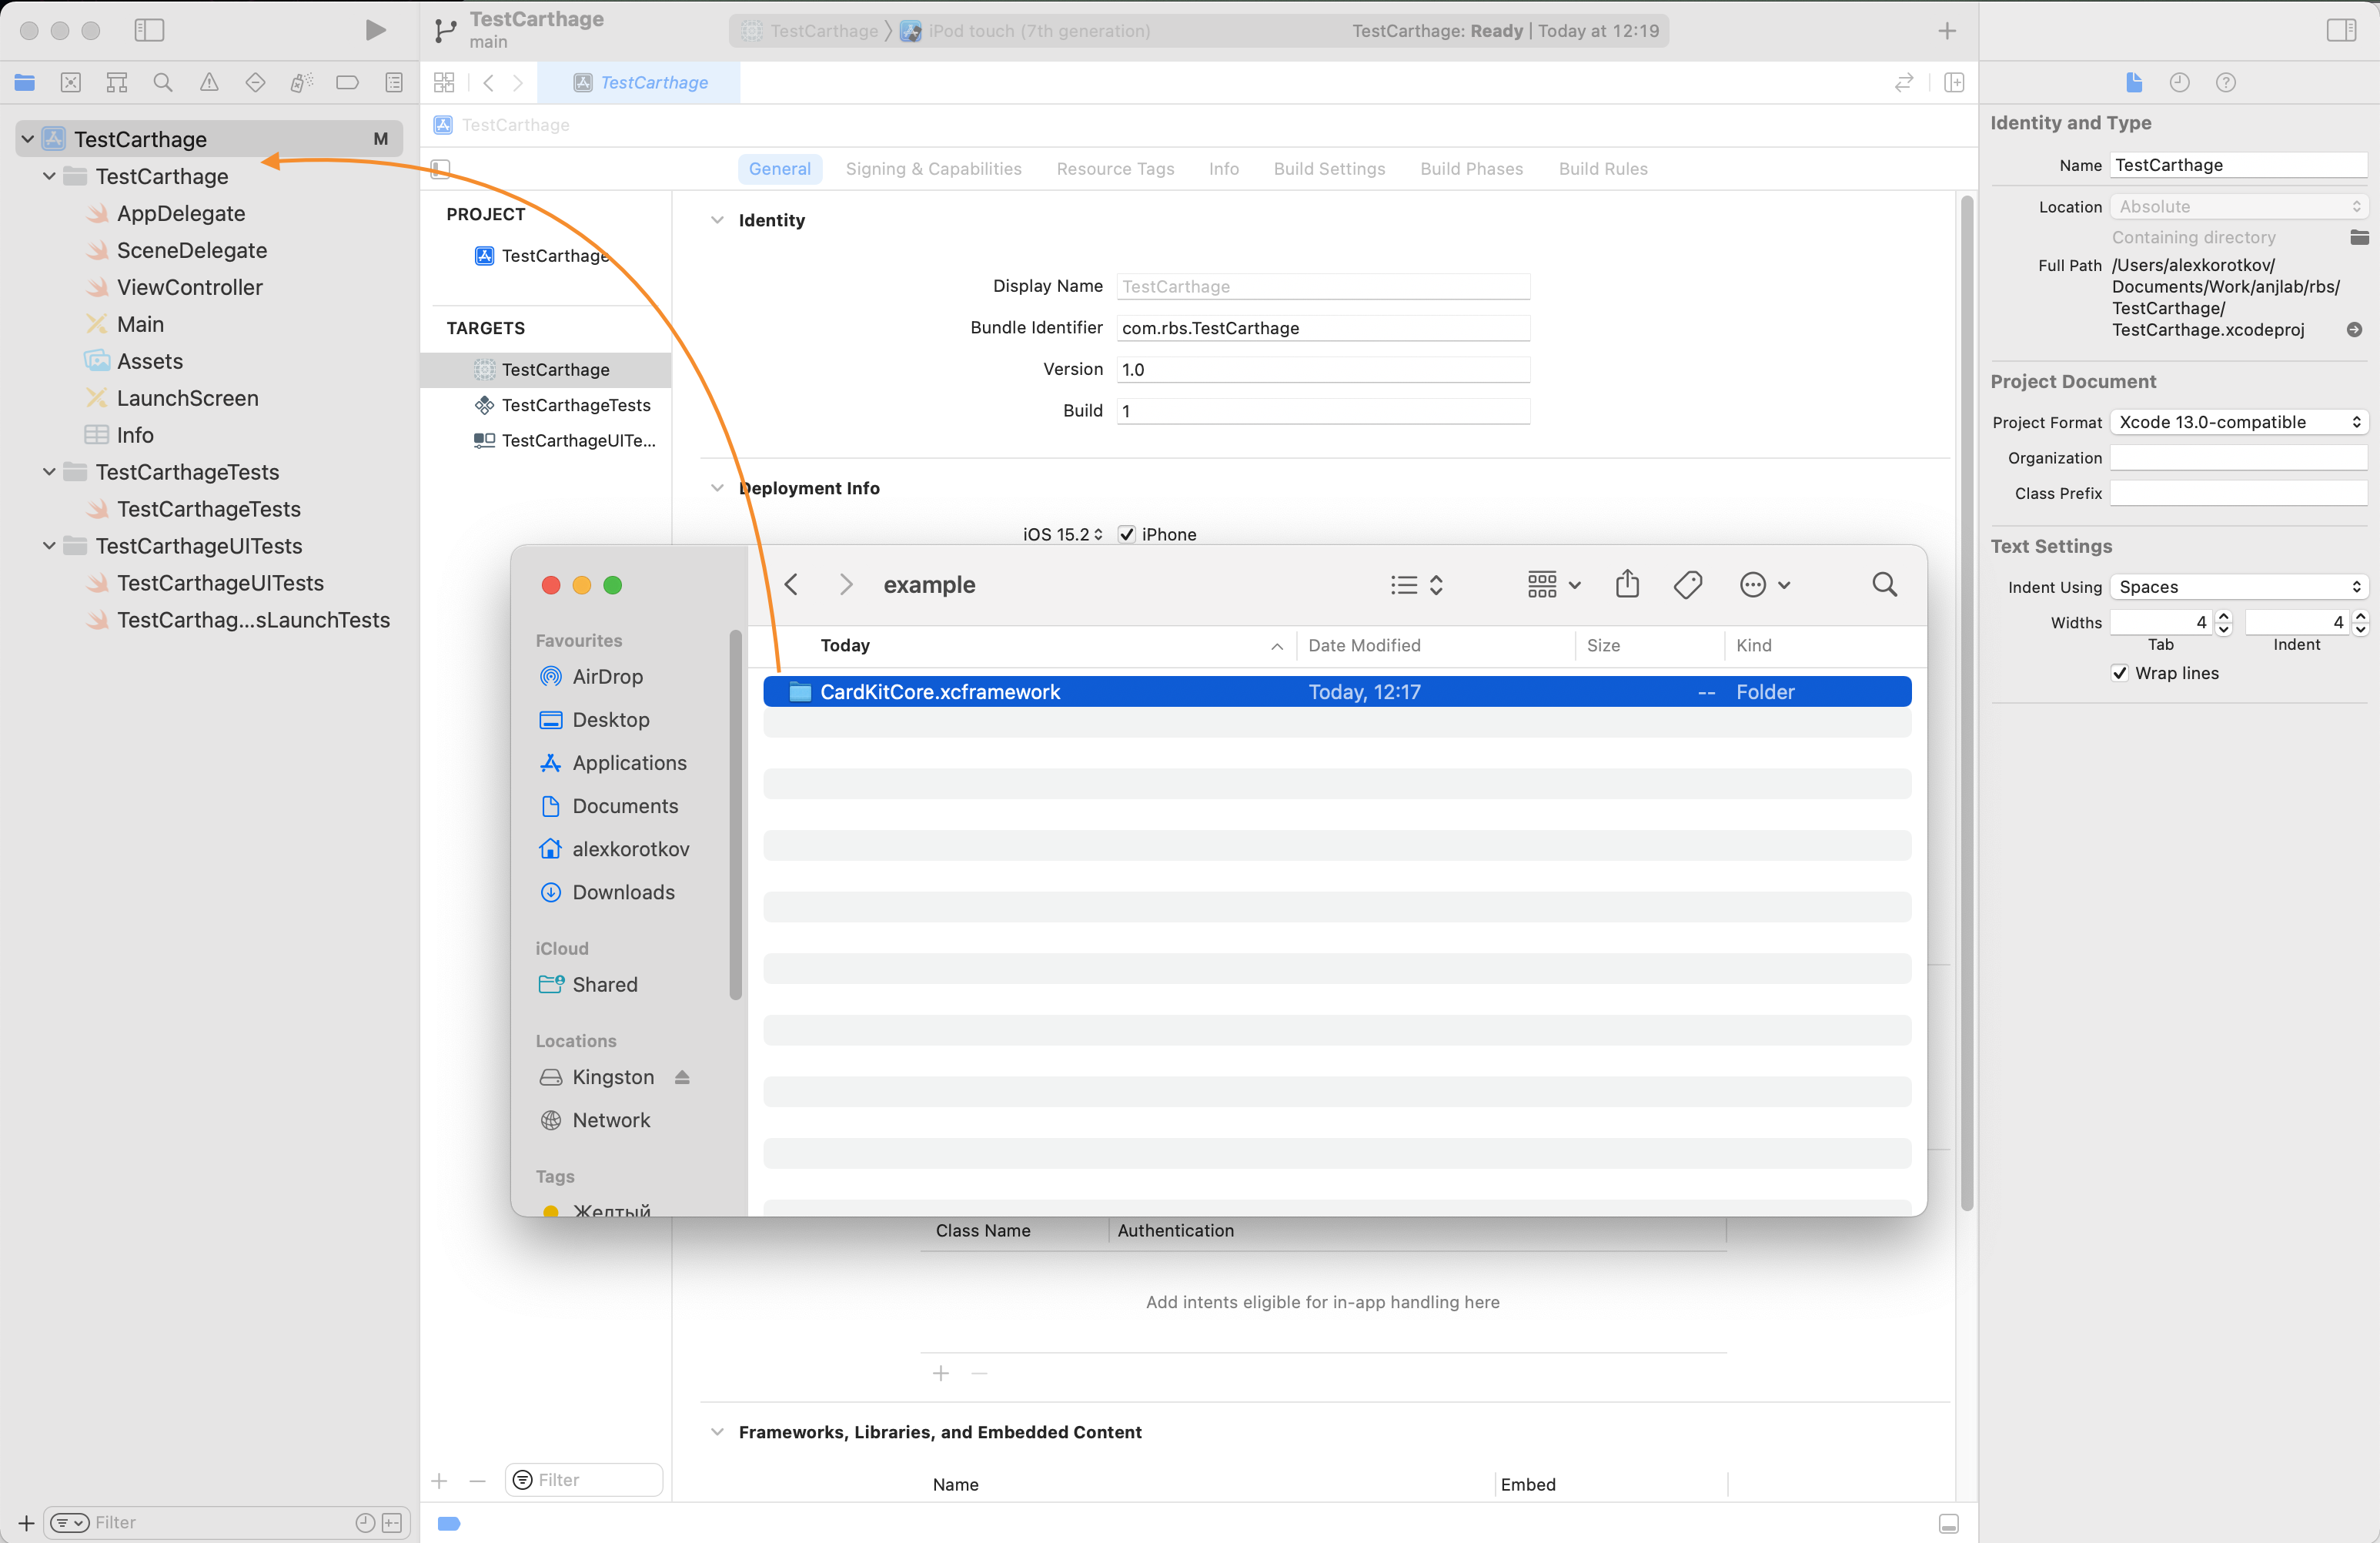 TestCarthage
main
TestCarthage
iPod touch (7th generation)
TestCarthage: Ready | Today at 12:19
TestCarthage
TestCarthage
TestCarthage
M
TestCarthage
AppDelegate
SceneDelegate
ViewController
Main
Assets
LaunchScreen
Info
TestCarthageTests
TestCarthageTests
TestCarthageUITests
TestCarthageUITests
TestCarthag...sLaunchTests
Filter
General
Signing & Capabilities
Resource Tags
Info
Build Settings
Build Phases
Build Rules
PROJECT
TestCarthage
TARGETS
TestCarthage
TestCarthageTests
TestCarthageUITe...
Filter
Identity
Display Name
TestCarthage
Bundle Identifier
com.rbs.TestCarthage
Version
1.0
Build
1
Deployment Info
iOS 15.2
iPhone
example
Favourites
AirDrop
Desktop
Applications
Documents
alexkorotkov
Downloads
iCloud
Shared
Locations
Kingston
Network
Tags
Желтый
Today
Date Modified
Size
Kind
CardKitCore.xcframework
Today, 12:17
--
Folder
Class Name
Authentication
Add intents eligible for in-app handling here
Frameworks, Libraries, and Embedded Content
Name
Embed
Identity and Type
Name
TestCarthage
Location
Absolute
Containing directory
Full Path
/Users/alexkorotkov/
Documents/Work/anjlab/rbs/
TestCarthage/
TestCarthage.xcodeproj
Project Document
Project Format
Xcode 13.0-compatible
Organization
Class Prefix
Text Settings
Indent Using
Spaces
Widths
4
4
Tab
Indent
Wrap lines